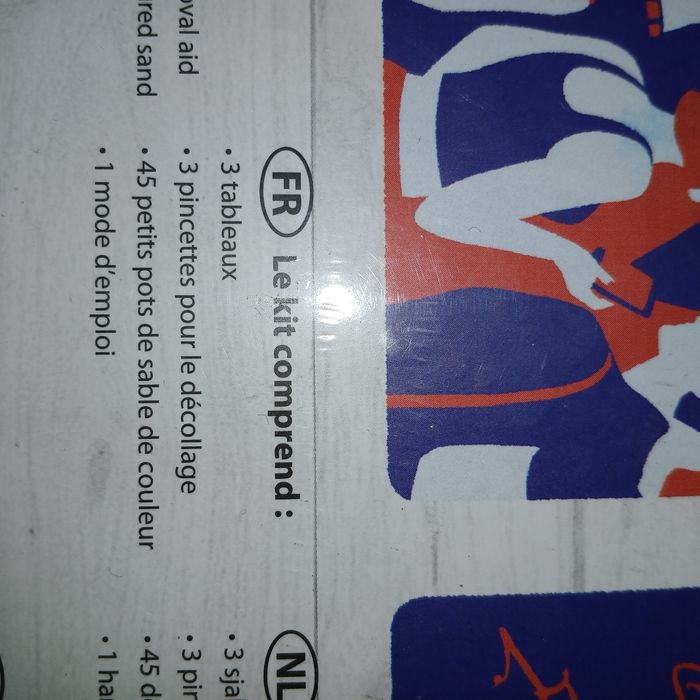 oval aid
red sand
FR Le kit comprend :
• 3 tableaux
• 3 pincettes pour le décollage
• 45 petits pots de sable de couleur
• 1 mode d'emploi
NL
• 3 sja
• 3 pin
• 45 d
• 1 ha